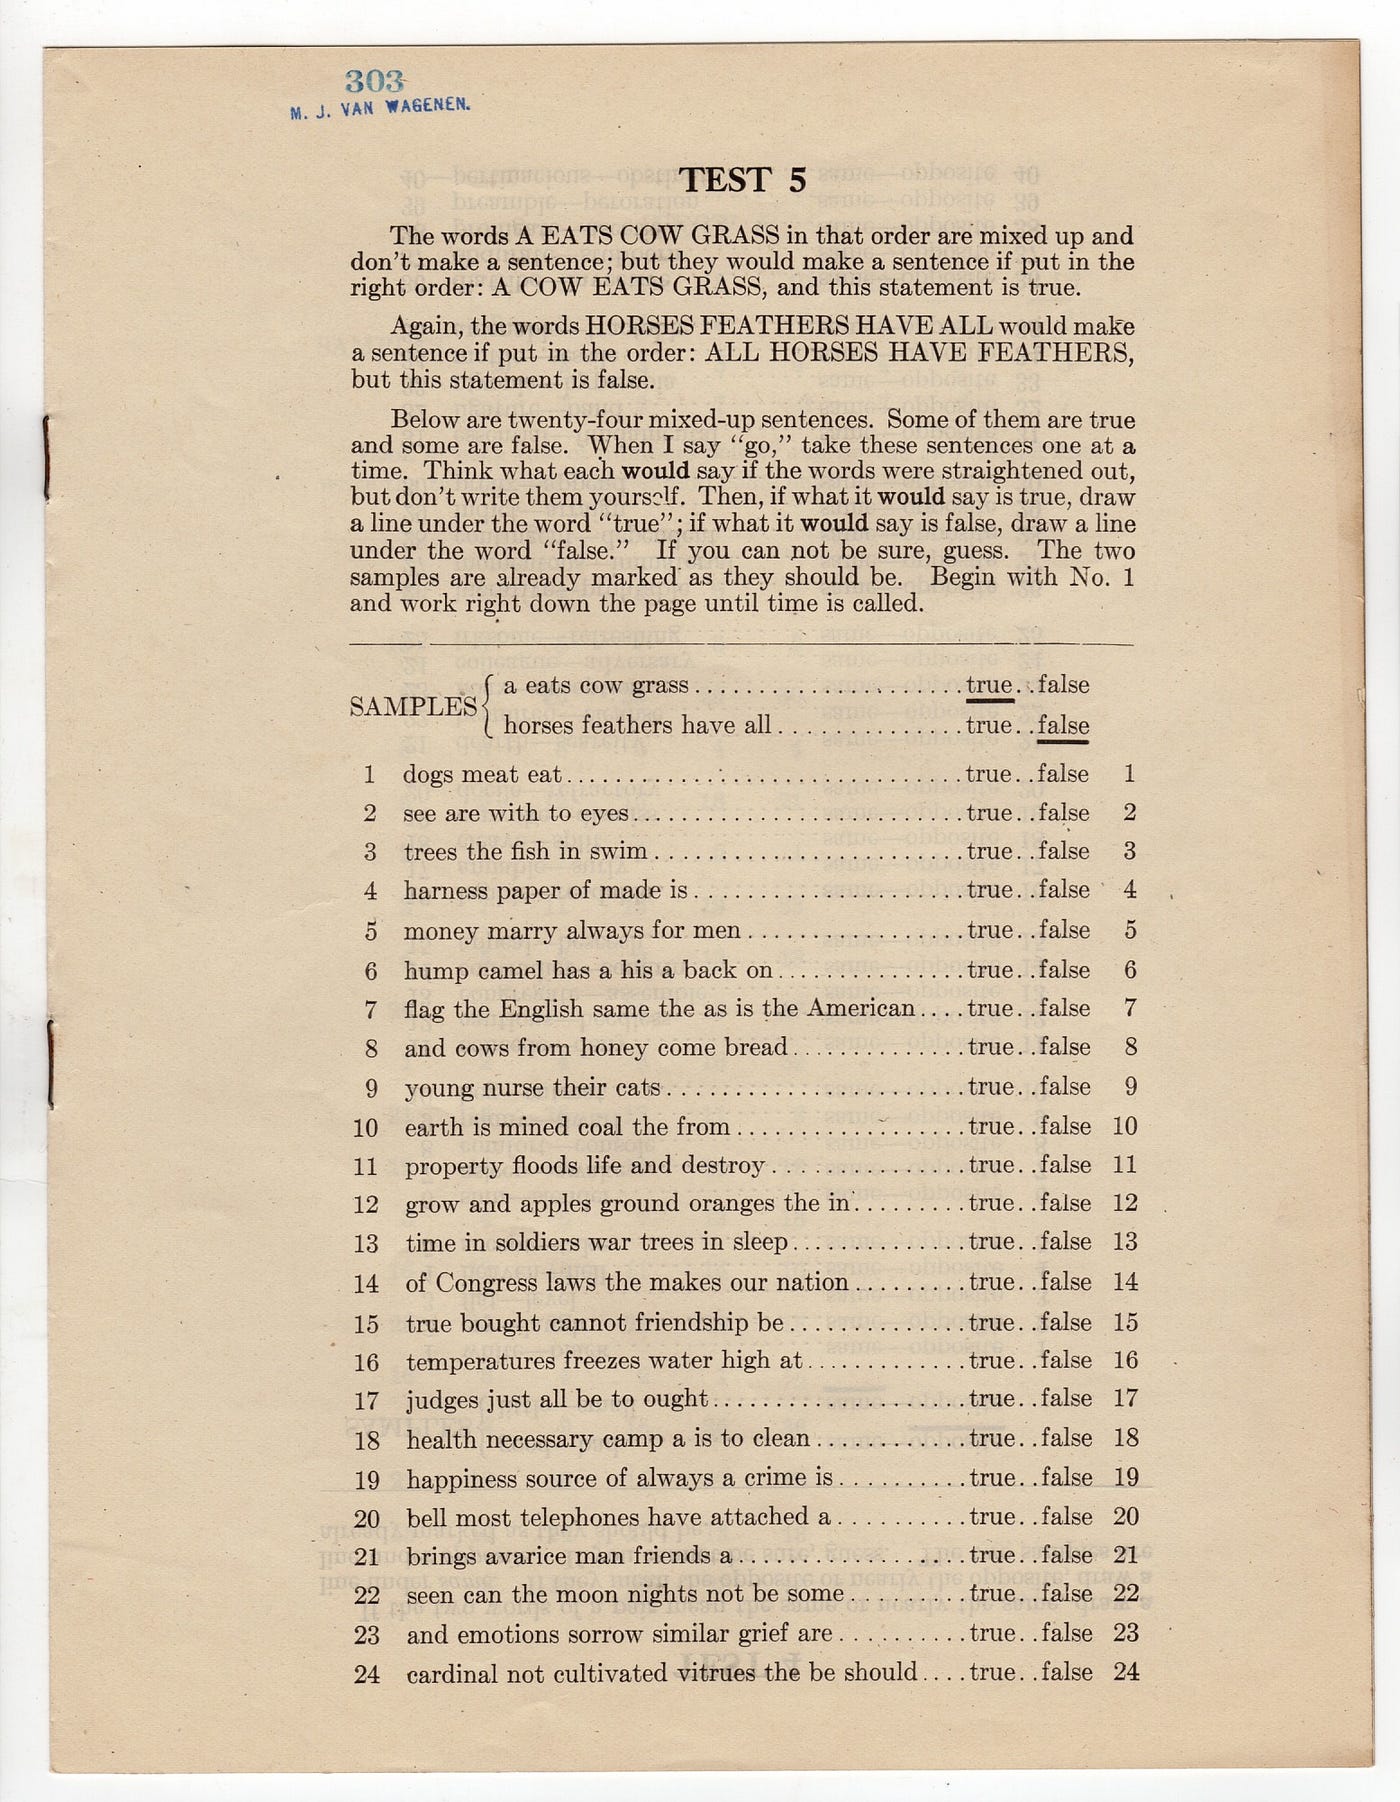 303
M. J. VAN WAGENEN.
TEST 5
The words A EATS COW GRASS in that order are mixed up and
don't make a sentence; but they would make a sentence if put in the
right order: A COW EATS GRASS, and this statement is true.
Again, the words HORSES FEATHERS HAVE ALL would make
a sentence if put in the order: ALL HORSES HAVE FEATHERS,
but this statement is false.
Below are twenty-four mixed-up sentences. Some of them are true
and some are false. When I say "go," take these sentences one at a
time. Think what each would say if the words were straightened out,
but don't write them yourself. Then, if what it would say is true, draw
a line under the word "true"; if what it would say is false, draw a line
under the word "false." If you can not be sure, guess. The two
samples are already marked as they should be. Begin with No. 1
and work right down the page until time is called.
SAMPLES { a eats cow grass........................true..false
horses feathers have all................true..false
1 dogs meat eat........................true..false 1
2 see are with to eyes........................true..false 2
3 trees the fish in swim........................true..false 3
4 harness paper of made is........................true..false 4
5 money marry always for men..................true..false 5
6 hump camel has a his a back on...............true..false 6
7 flag the English same the as is the American....true..false 7
8 and cows from honey come bread..............true..false 8
9 young nurse their cats........................true..false 9
10 earth is mined coal the from..................true..false 10
11 property floods life and destroy................true..false 11
12 grow and apples ground oranges the in.........true..false 12
13 time in soldiers war trees in sleep..............true..false 13
14 of Congress laws the makes our nation.........true..false 14
15 true bought cannot friendship be..............true..false 15
16 temperatures freezes water high at.............true..false 16
17 judges just all be to ought....................true..false 17
18 health necessary camp a is to clean............true..false 18
19 happiness source of always a crime is..........true..false 19
20 bell most telephones have attached a..........true..false 20
21 brings avarice man friends a..................true..false 21
22 seen can the moon nights not be some.........true..false 22
23 and emotions sorrow similar grief are..........true..false 23
24 cardinal not cultivated vitrues the be should....true..false 24